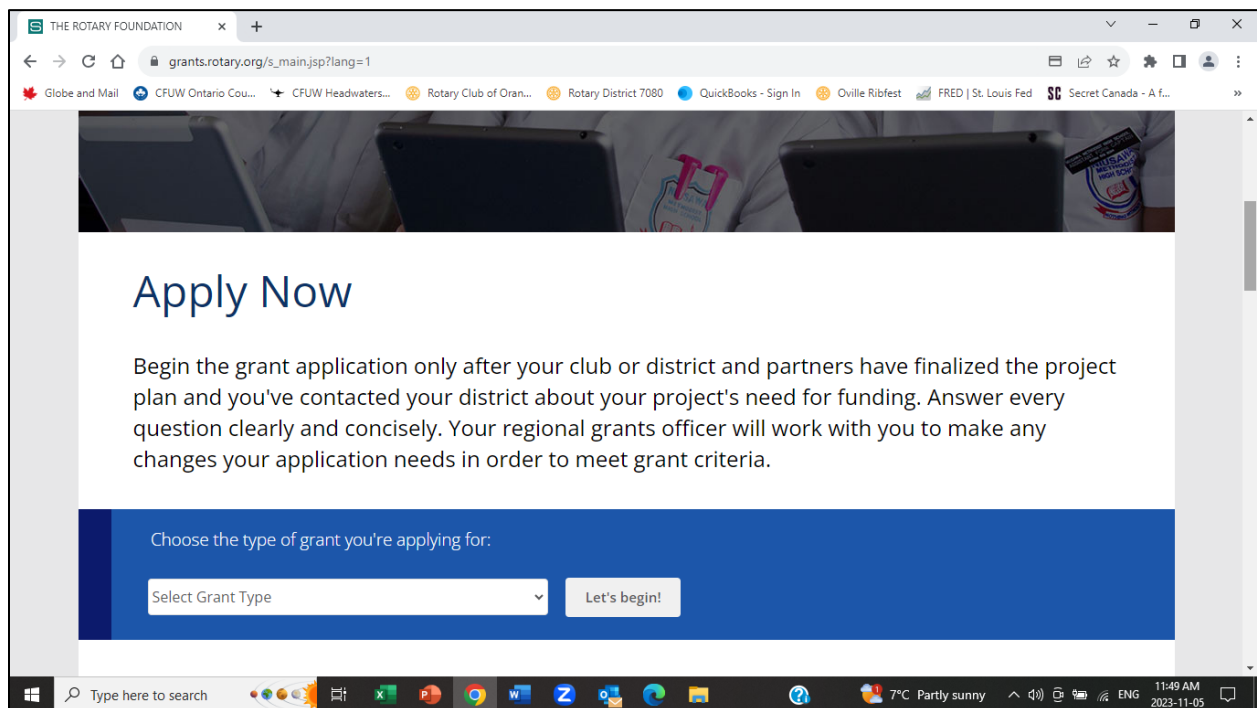 THE ROTARY FOUNDATION
grants.rotary.org/s_main.jsp?lang=1
Globe and Mail CFUW Ontario Cou... CFUW Headwaters... Rotary Club of Oran... Rotary District 7080 QuickBooks - Sign In Oville Ribfest FRED | St. Louis Fed SC Secret Canada - A f... »
METHODIST
HIGH SCHOOL
Apply Now
Begin the grant application only after your club or district and partners have finalized the project
plan and you've contacted your district about your project's need for funding. Answer every
question clearly and concisely. Your regional grants officer will work with you to make any
changes your application needs in order to meet grant criteria.
Choose the type of grant you're applying for:
Select Grant Type Let's begin!
Type here to search 7°C Partly sunny ENG 11:49 AM
2023-11-05